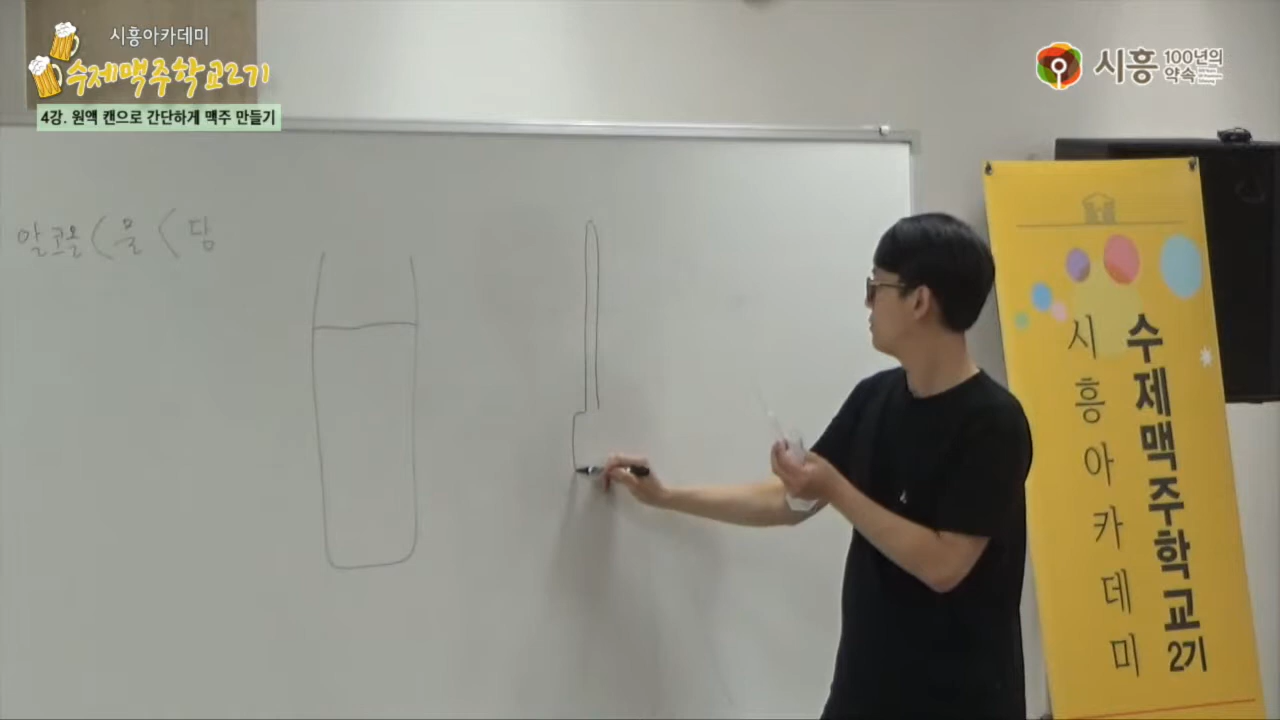 시흥아카데미
수제맥주학교2기
4강. 원액 캔으로 간단하게 맥주 만들기
시흥 100년의 약속
알코올 < 물 < 당
수제맥주학교2기
시흥아카데미